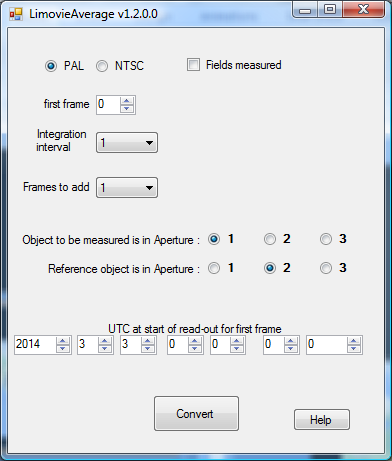 LimovieAverage v1.2.0.0
PAL NTSC Fields measured
first frame 0
Integration
interval 1
Frames to add 1
Object to be measured is in Aperture : 1 2 3
Reference object is in Aperture : 1 2 3
UTC at start of read-out for first frame
2014 3 3 0 0 0 0
Convert
Help